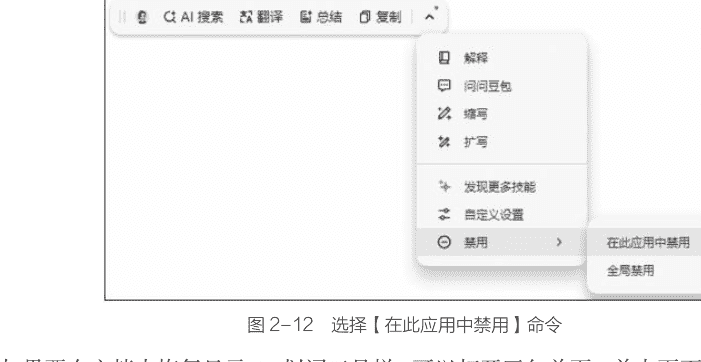 AI 搜索 翻译 总结 复制
解释
问问豆包
缩写
扩写
发现更多技能
自定义设置
禁用
在此应用中禁用
全局禁用
图 2-12 选择【在此应用中禁用】命令